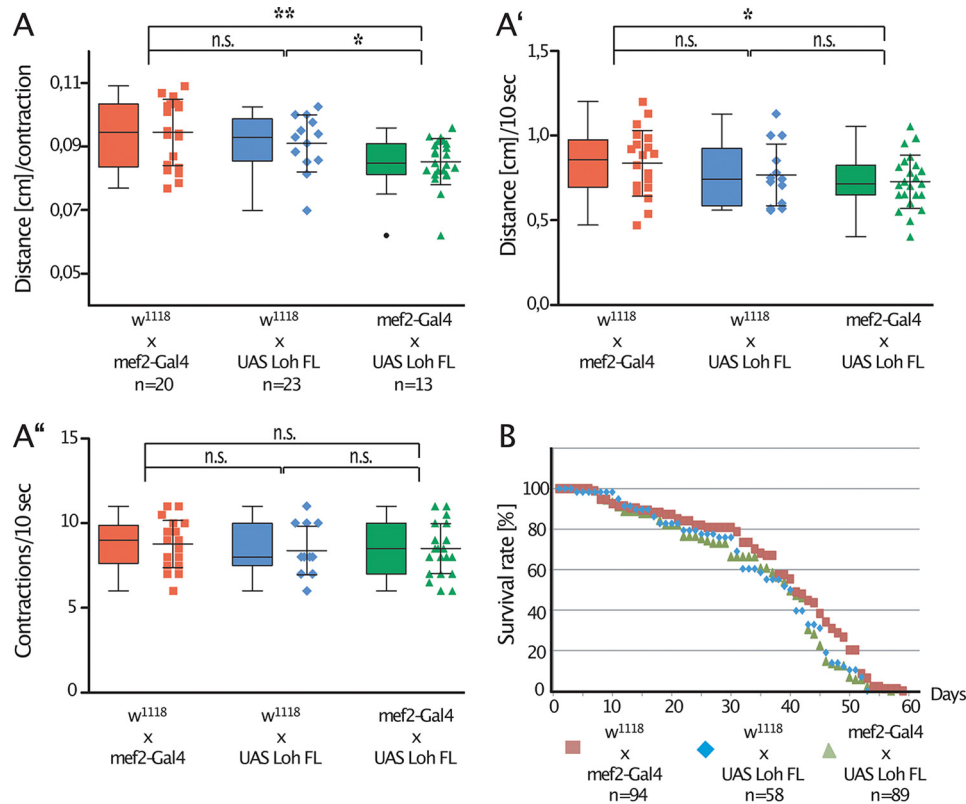 A
**
n.s.
*
Distance [cm]/contraction
0,11
0,09
0,07
0,05
w1118
x
mef2-Gal4
n=20
w1118
x
UAS Loh FL
n=23
mef2-Gal4
x
UAS Loh FL
n=13
A‘
*
n.s.
n.s.
Distance [cm]/10 sec
1,5
1,0
0,5
0,0
w1118
x
mef2-Gal4
w1118
x
UAS Loh FL
mef2-Gal4
x
UAS Loh FL
A“
n.s.
n.s.
n.s.
Contractions/10 sec
15
10
5
0
w1118
x
mef2-Gal4
w1118
x
UAS Loh FL
mef2-Gal4
x
UAS Loh FL
B
Survival rate [%]
100
80
60
40
20
0
0 10 20 30 40 50 60 Days
w1118
x
mef2-Gal4
n=94
w1118
x
UAS Loh FL
n=58
mef2-Gal4
x
UAS Loh FL
n=89